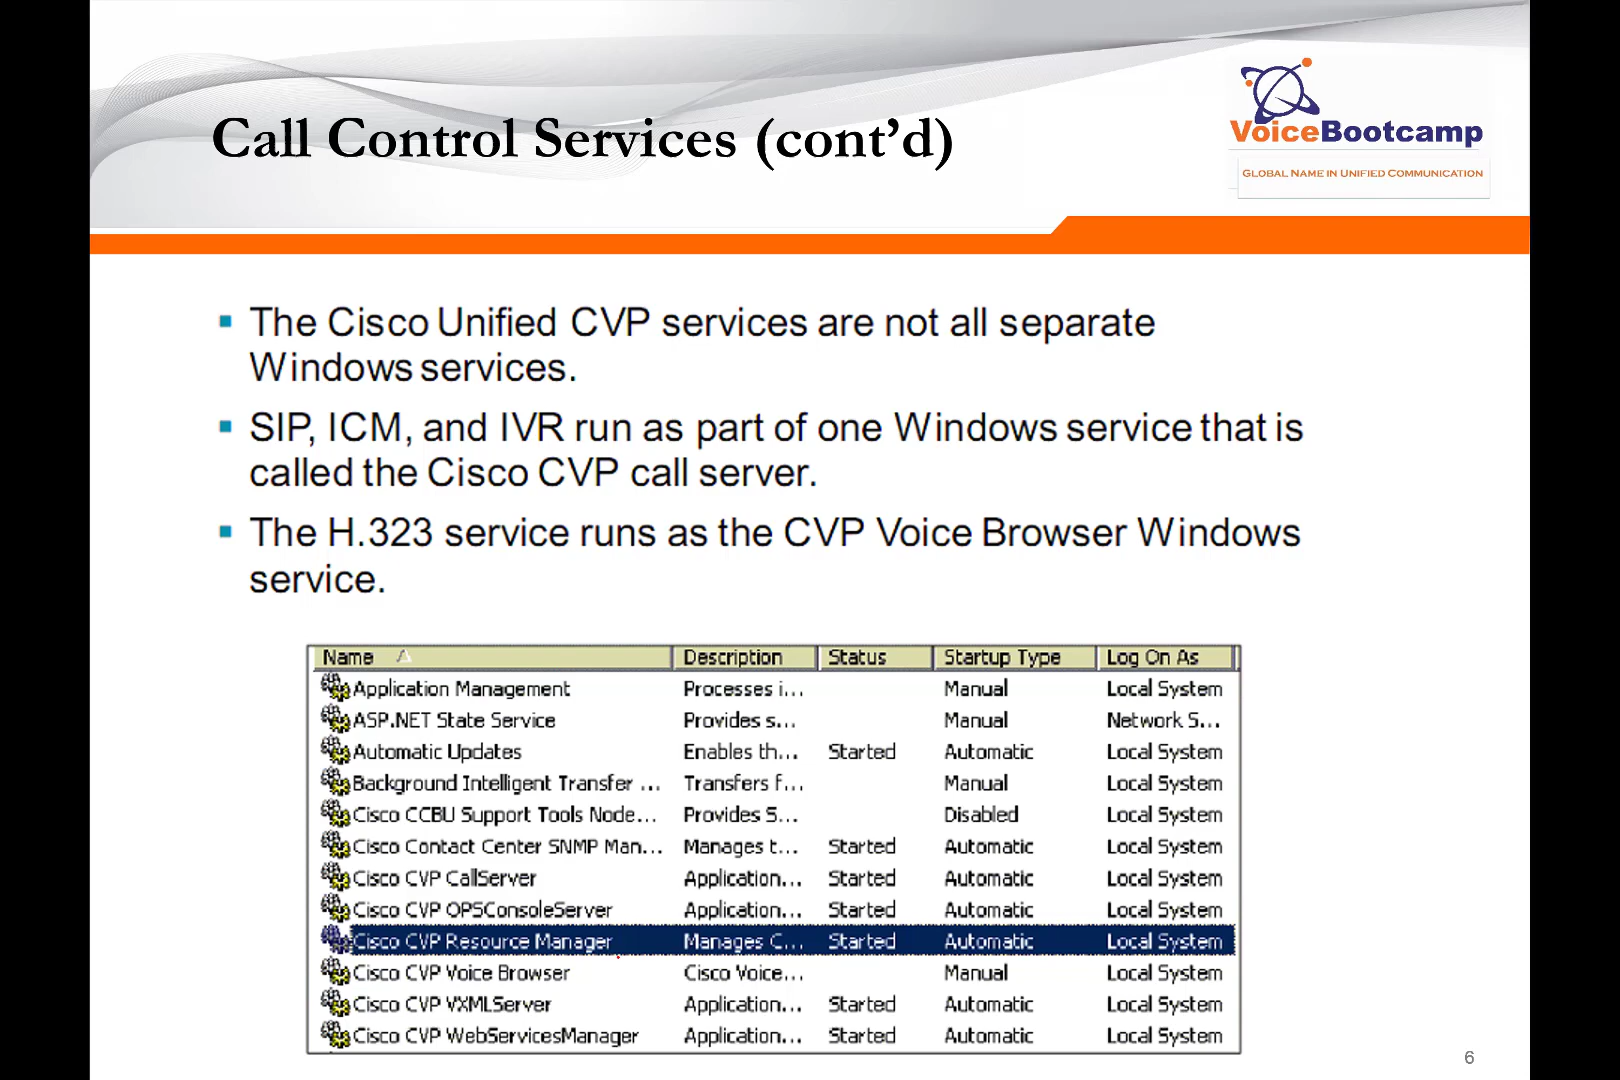 Call Control Services (cont’d)
VoiceBootcamp
GLOBAL NAME IN UNIFIED COMMUNICATION
The Cisco Unified CVP services are not all separate
Windows services.
SIP, ICM, and IVR run as part of one Windows service that is
called the Cisco CVP call server.
The H.323 service runs as the CVP Voice Browser Windows
service.
Name Description Status Startup Type Log On As
Application Management Processes i... Manual Local System
ASP.NET State Service Provides s... Manual Network S...
Automatic Updates Enables th... Started Automatic Local System
Background Intelligent Transfer ... Transfers f... Manual Local System
Cisco CCBU Support Tools Node... Provides S... Disabled Local System
Cisco Contact Center SNMP Man... Manages t... Started Automatic Local System
Cisco CVP CallServer Application... Started Automatic Local System
Cisco CVP OPSConsoleServer Application... Started Automatic Local System
Cisco CVP Resource Manager Manages C... Started Automatic Local System
Cisco CVP Voice Browser Cisco Voice... Manual Local System
Cisco CVP VXMLServer Application... Started Automatic Local System
Cisco CVP WebServicesManager Application... Started Automatic Local System
6